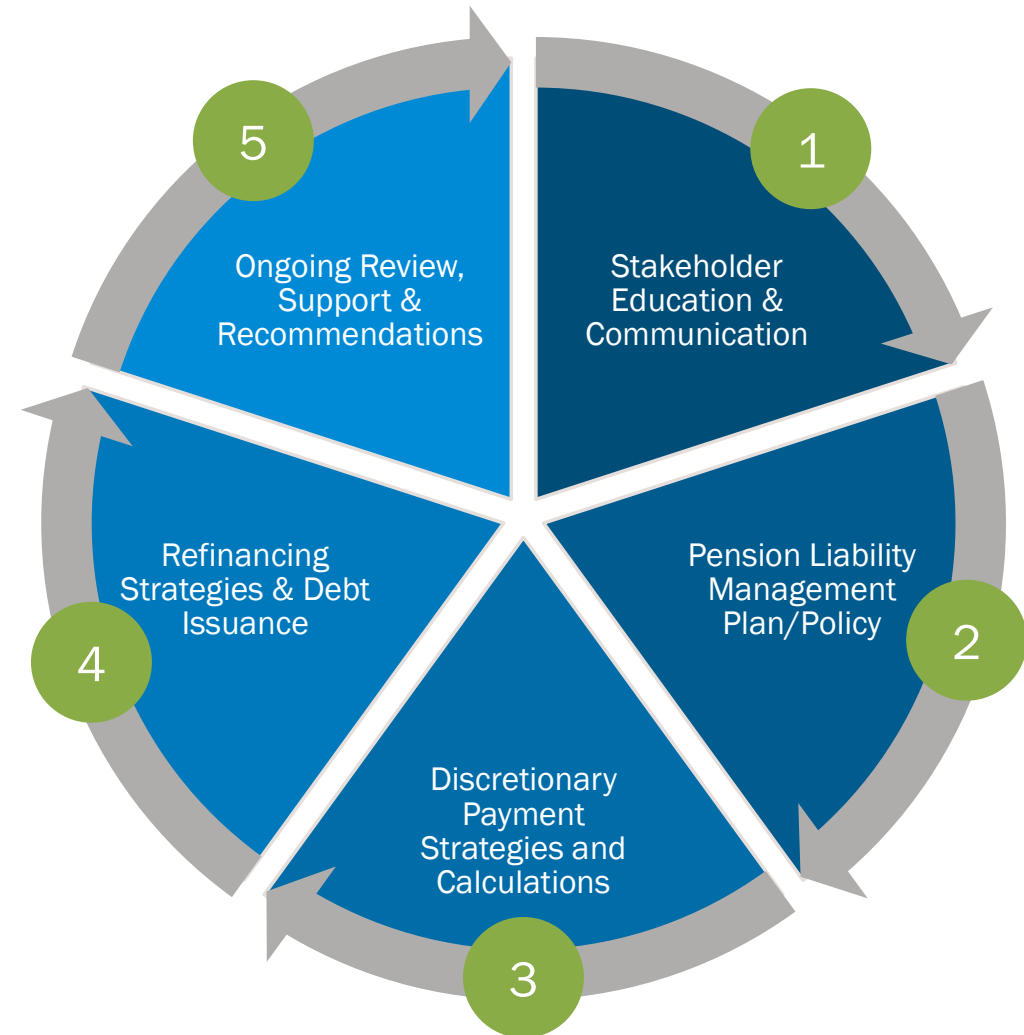 1
Stakeholder
Education &
Communication
2
Pension Liability
Management
Plan/Policy
3
Discretionary
Payment
Strategies and
Calculations
4
Refinancing
Strategies & Debt
Issuance
5
Ongoing Review,
Support &
Recommendations